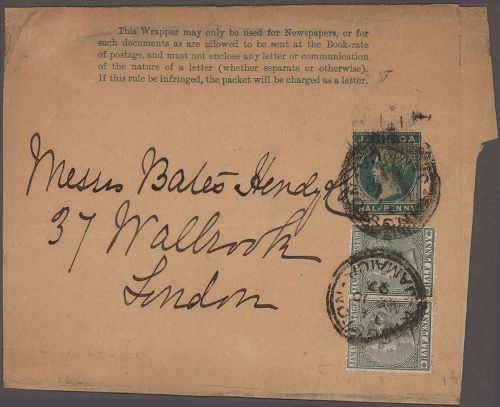 This Wrapper may only be used for Newspapers, or for
such documents as are allowed to be sent at the Book-rate
of postage, and must not enclose any letter or communication
of the nature of a letter (whether separate or otherwise).
If this rule be infringed, the packet will be charged as a letter.
JAMAICA
HALFPENNY
Messrs Bates Hendy &
37 Wallbrook
London
HALF PENNY
HALF PENNY
JAMAICA
97